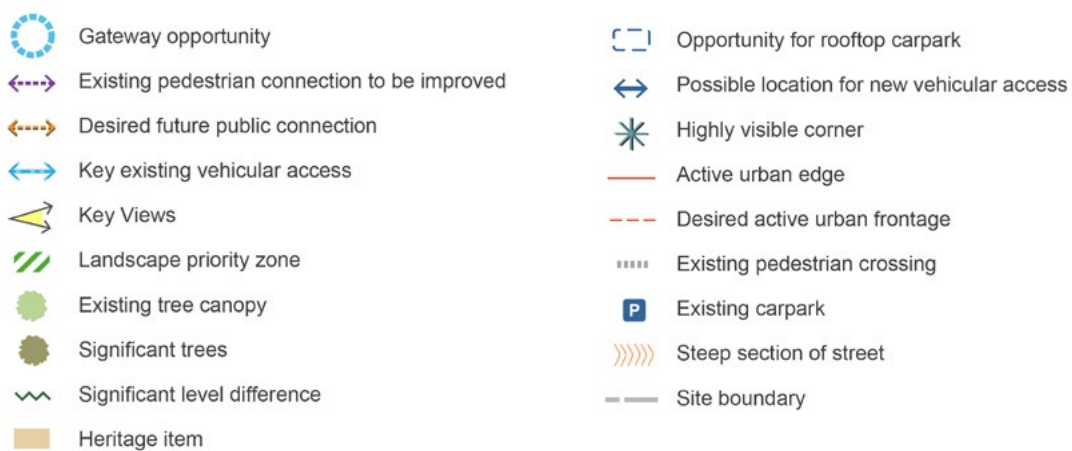 Gateway opportunity
Existing pedestrian connection to be improved
Desired future public connection
Key existing vehicular access
Key Views
Landscape priority zone
Existing tree canopy
Significant trees
Significant level difference
Heritage item
Opportunity for rooftop carpark
Possible location for new vehicular access
Highly visible corner
Active urban edge
Desired active urban frontage
Existing pedestrian crossing
P
Existing carpark
Steep section of street
Site boundary